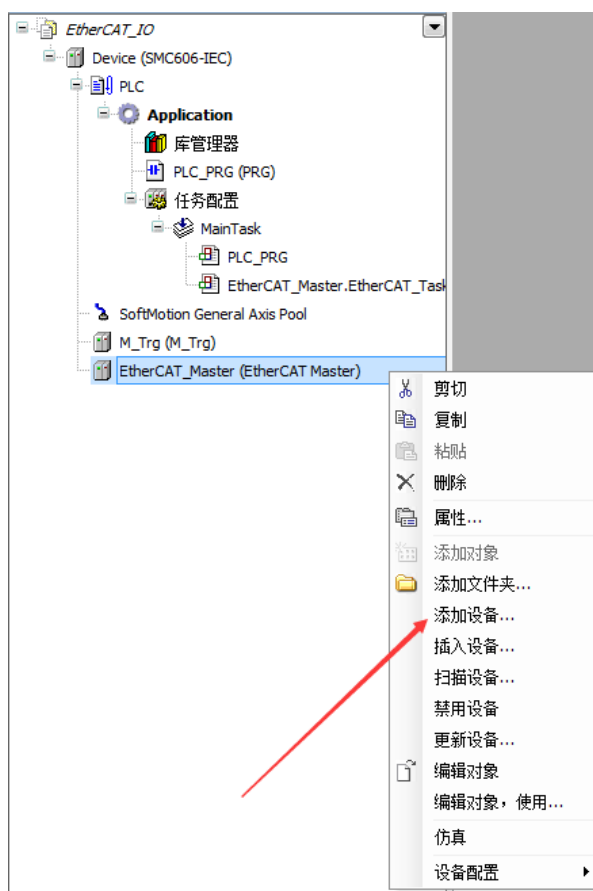 EtherCAT_IO
Device (SMC606-IEC)
PLC
Application
库管理器
PLC_PRG (PRG)
任务配置
MainTask
PLC_PRG
EtherCAT_Master.EtherCAT_Task
SoftMotion General Axis Pool
M_Trg (M_Trg)
EtherCAT_Master (EtherCAT Master)
剪切
复制
粘贴
删除
属性...
添加对象
添加文件夹...
添加设备...
插入设备...
扫描设备...
禁用设备
更新设备...
编辑对象
编辑对象，使用...
仿真
设备配置